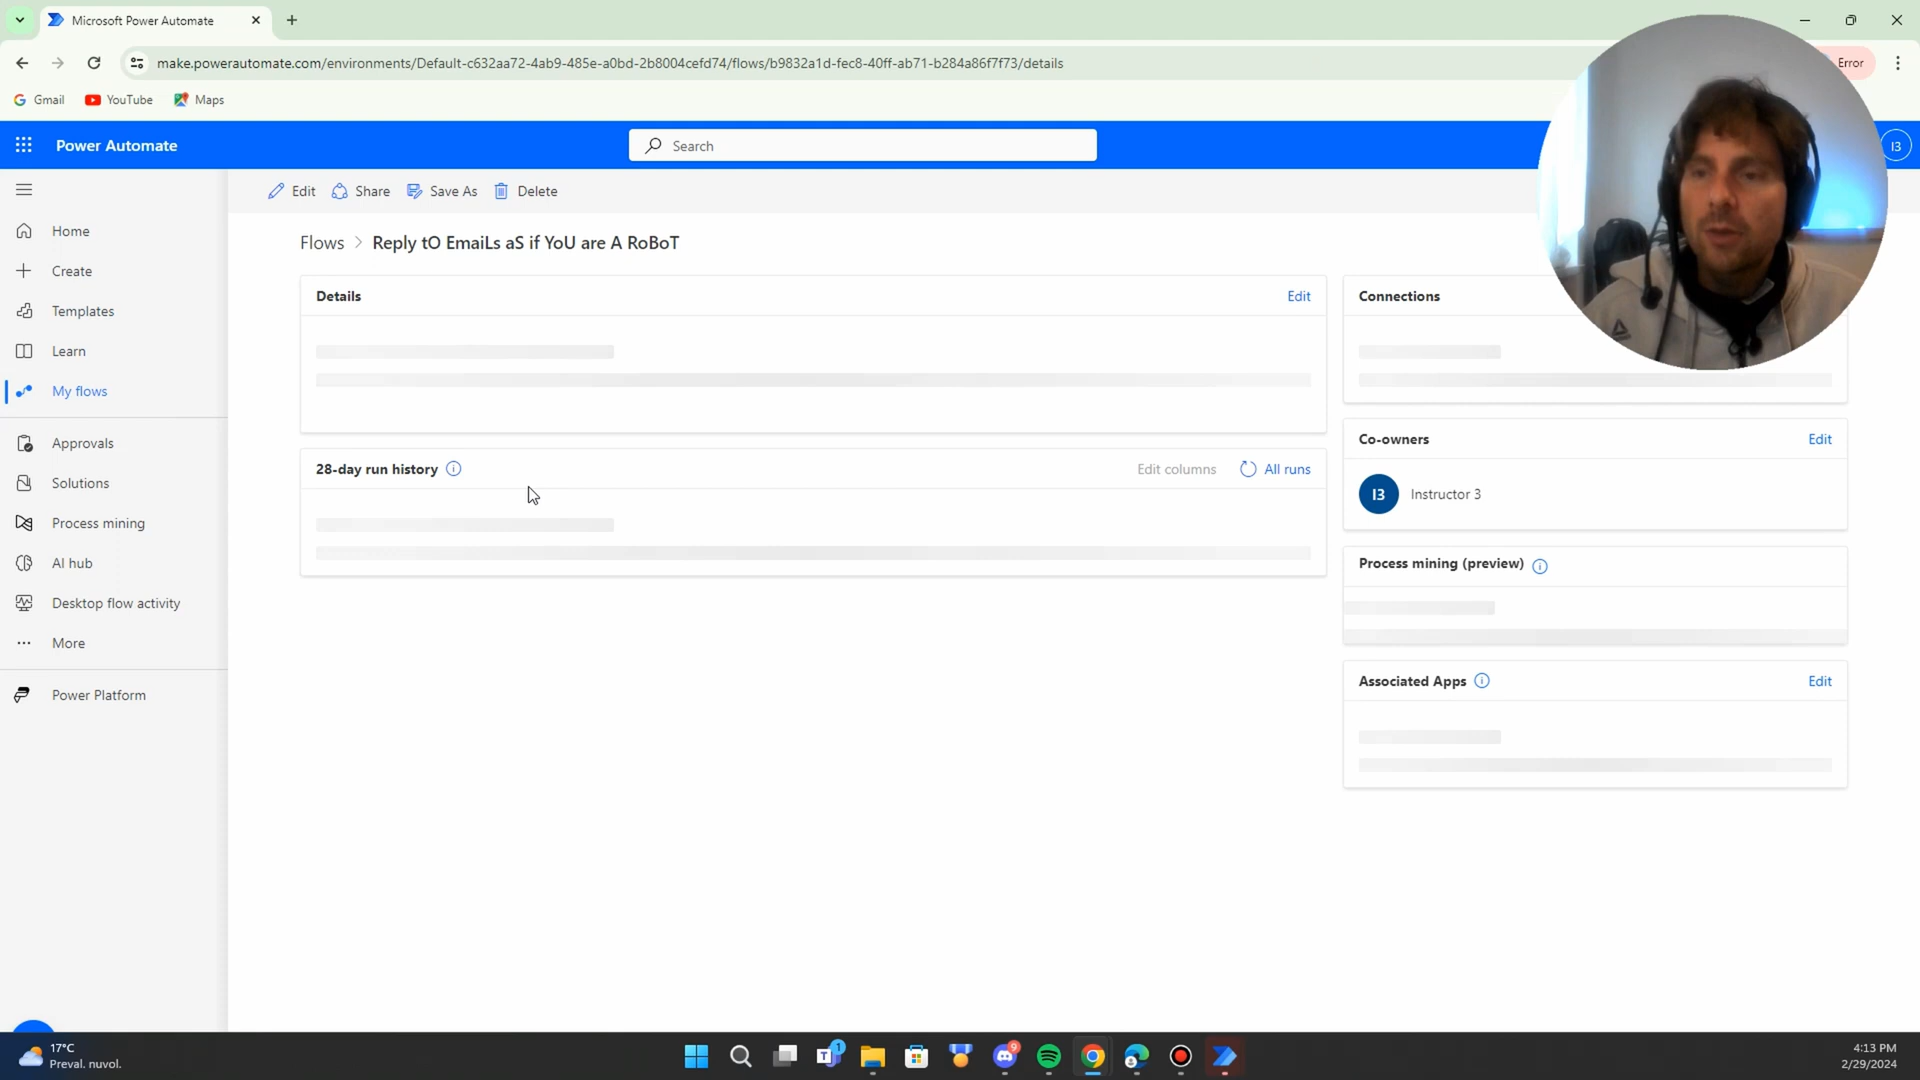 Microsoft Power Automate
make.powerautomate.com/environments/Default-c632aa72-4ab9-485e-a0bd-2b8004cefd74/flows/b9832a1d-fec8-40ff-ab71-b284a86f7f73/details
Error
Gmail YouTube Maps
Power Automate
Search
I3
Edit Share Save As Delete
Home
Create
Templates
Learn
My flows
Approvals
Solutions
Process mining
AI hub
Desktop flow activity
More
Power Platform
Flows > Reply tO EmaiLs aS if YoU are A RoBoT
Details Edit
28-day run history Edit columns All runs
Connections
Co-owners Edit
I3 Instructor 3
Process mining (preview)
Associated Apps Edit
17°C
Preval. nuvol.
1
9
4:13 PM
2/29/2024